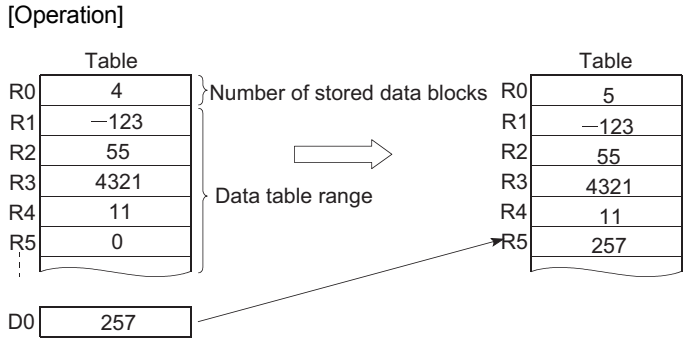 [Operation]
Table Table
R0 4 Number of stored data blocks R0 5
R1 —123 R1 —123
R2 55 R2 55
R3 4321 R3 4321
R4 11 Data table range R4 11
R5 0 R5 257
D0 257